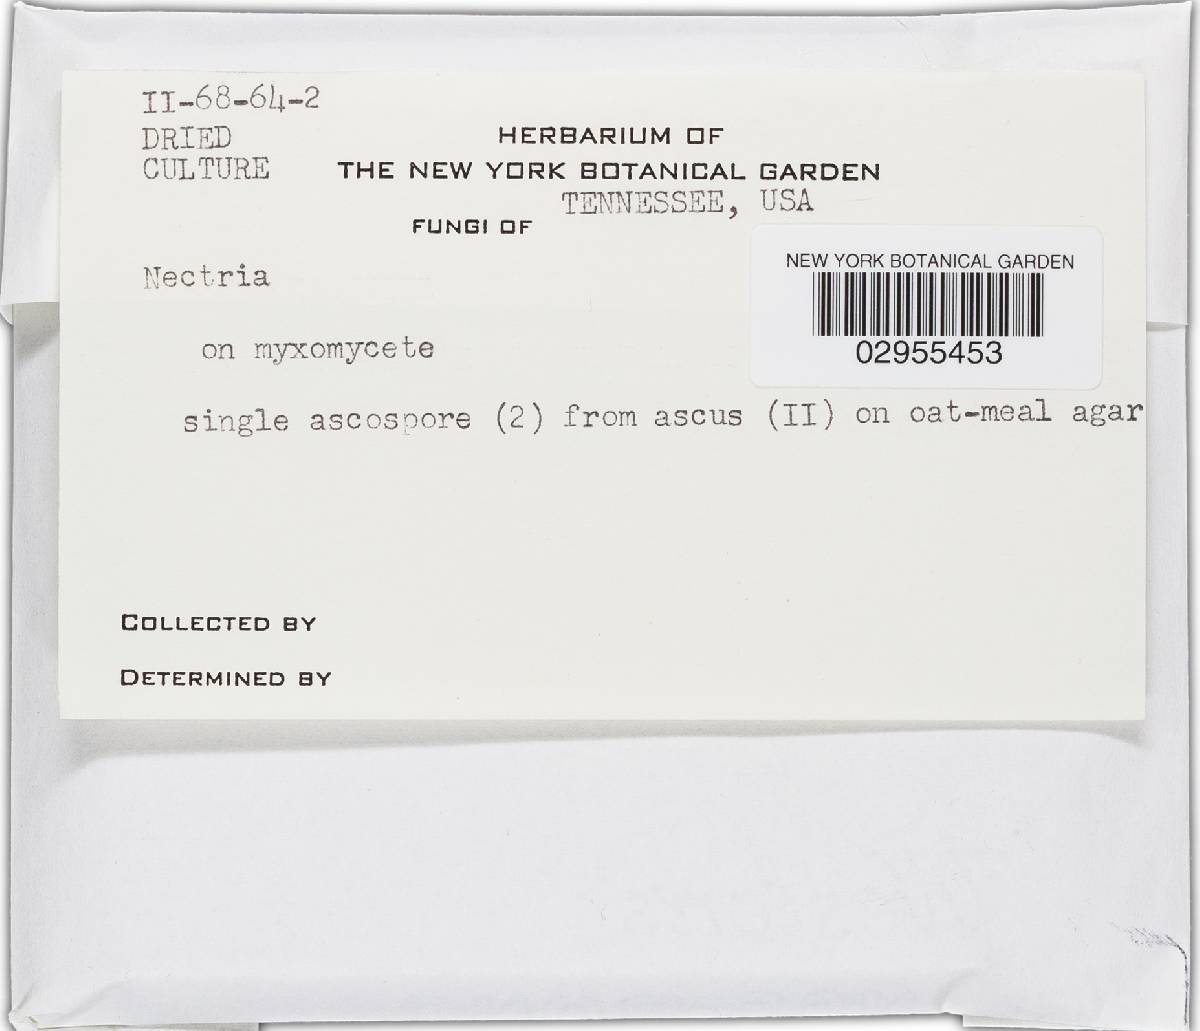 II-68-64-2
DRIED
CULTURE
HERBARIUM OF
THE NEW YORK BOTANICAL GARDEN
TENNESSEE, USA
FUNGI OF
NEW YORK BOTANICAL GARDEN
02955453
Nectria
on myxomycete
single ascospore (2) from ascus (II) on oat-meal agar
COLLECTED BY
DETERMINED BY